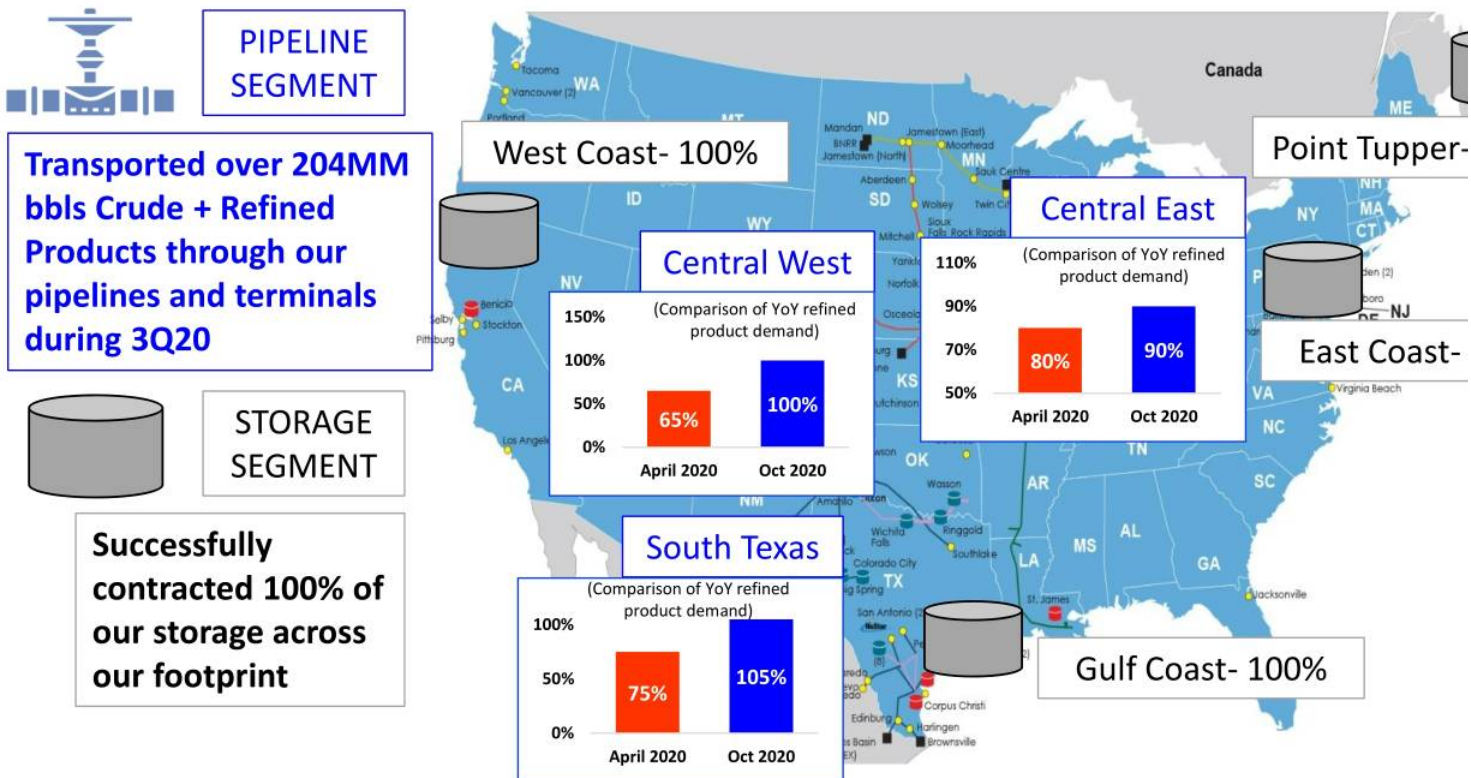 PIPELINE
SEGMENT
Transported over 204MM
bbls Crude + Refined
Products through our
pipelines and terminals
during 3Q20
STORAGE
SEGMENT
Successfully
contracted 100% of
our storage across
our footprint
West Coast- 100%
Point Tupper-
East Coast-
Gulf Coast- 100%
Central West
(Comparison of YoY refined
product demand)
150%
100%
50%
0%
65%
100%
April 2020
Oct 2020
Central East
(Comparison of YoY refined
product demand)
110%
90%
70%
50%
80%
90%
April 2020
Oct 2020
South Texas
(Comparison of YoY refined
product demand)
100%
50%
0%
75%
105%
April 2020
Oct 2020
Canada
Tacoma
WA
Vancouver (2)
Portland
MT
ND
Mandan
BNRR
Jamestown (East)
Jamestown (North)
Moorhead
MN
Sauk Centre
Aberdeen
SD
Wolsey
Sioux
Falls
Rock Rapids
Mitchell
ID
WY
NV
Benicia
Selby
Stockton
Pittsburg
CA
NM
Osceola
KS
OK
Wasson
Wichita
Falls
Ringgold
Southlake
Colorado City
TX
San Antonio
NuStar
(8)
Corpus Christi
Edinburg
Harlingen
Brownsville
AR
LA
St. James
MS
AL
GA
TN
SC
NC
VA
Virginia Beach
Jacksonville
ME
NH
MA
CT
NY
NJ
DE